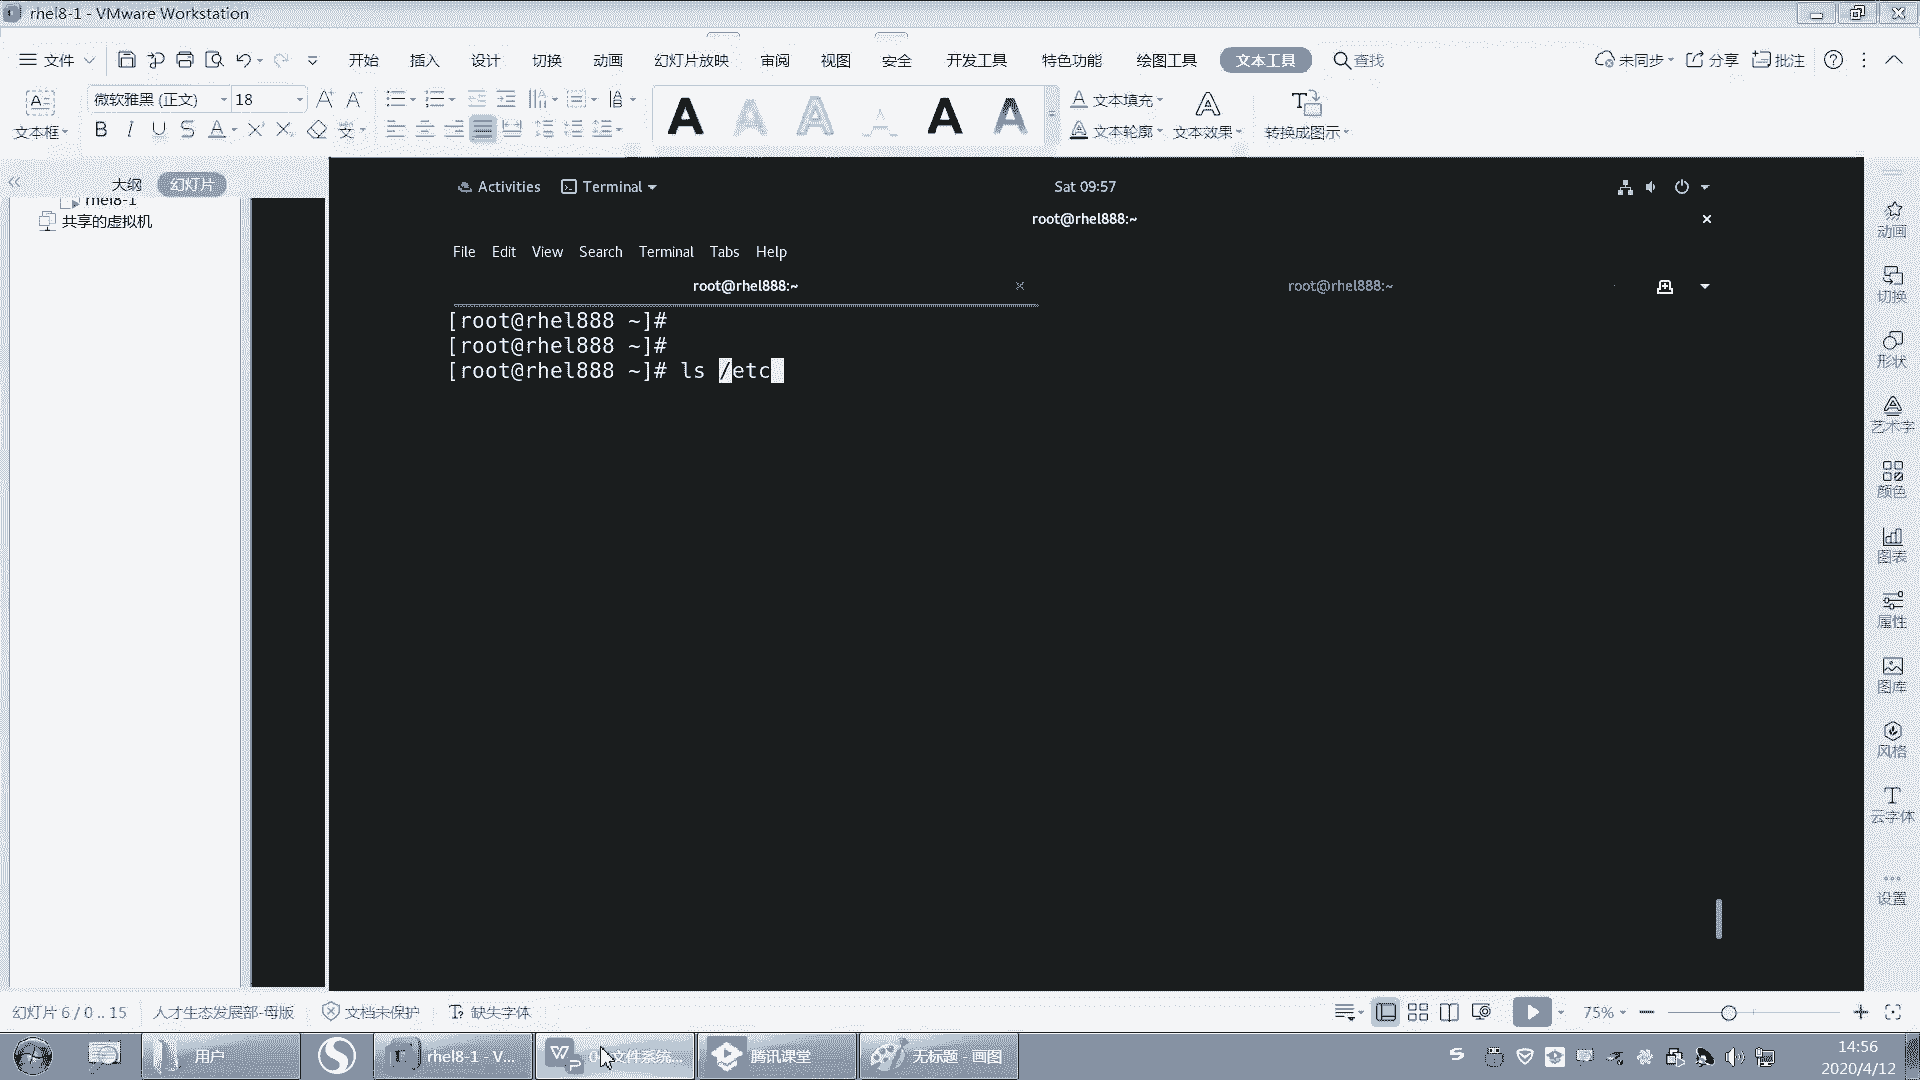 rhel8-1 - VMware Workstation
文件 开始 插入 设计 切换 动画 幻灯片放映 审阅 视图 安全 开发工具 特色功能 绘图工具 文本工具 查找 未同步 分享 批注
微软雅黑 (正文) 18 文本填充
文本框 文本轮廓 文本效果 转换成图示
大纲 幻灯片
rhel8-1
共享的虚拟机
Activities Terminal Sat 09:57
root@rhel888:~
File Edit View Search Terminal Tabs Help
root@rhel888:~ root@rhel888:~
[root@rhel888 ~]#
[root@rhel888 ~]#
[root@rhel888 ~]# ls /etc
动画
切换
形状
艺术字
颜色
图表
属性
图库
风格
云字体
设置
幻灯片 6 / 0 .. 15 人才生态发展部-母版 文档未保护 缺失字体 75%
用户 rhel8-1 - V... 文件系统... 腾讯课堂 无标题 - 画图
14:56
2020/4/12